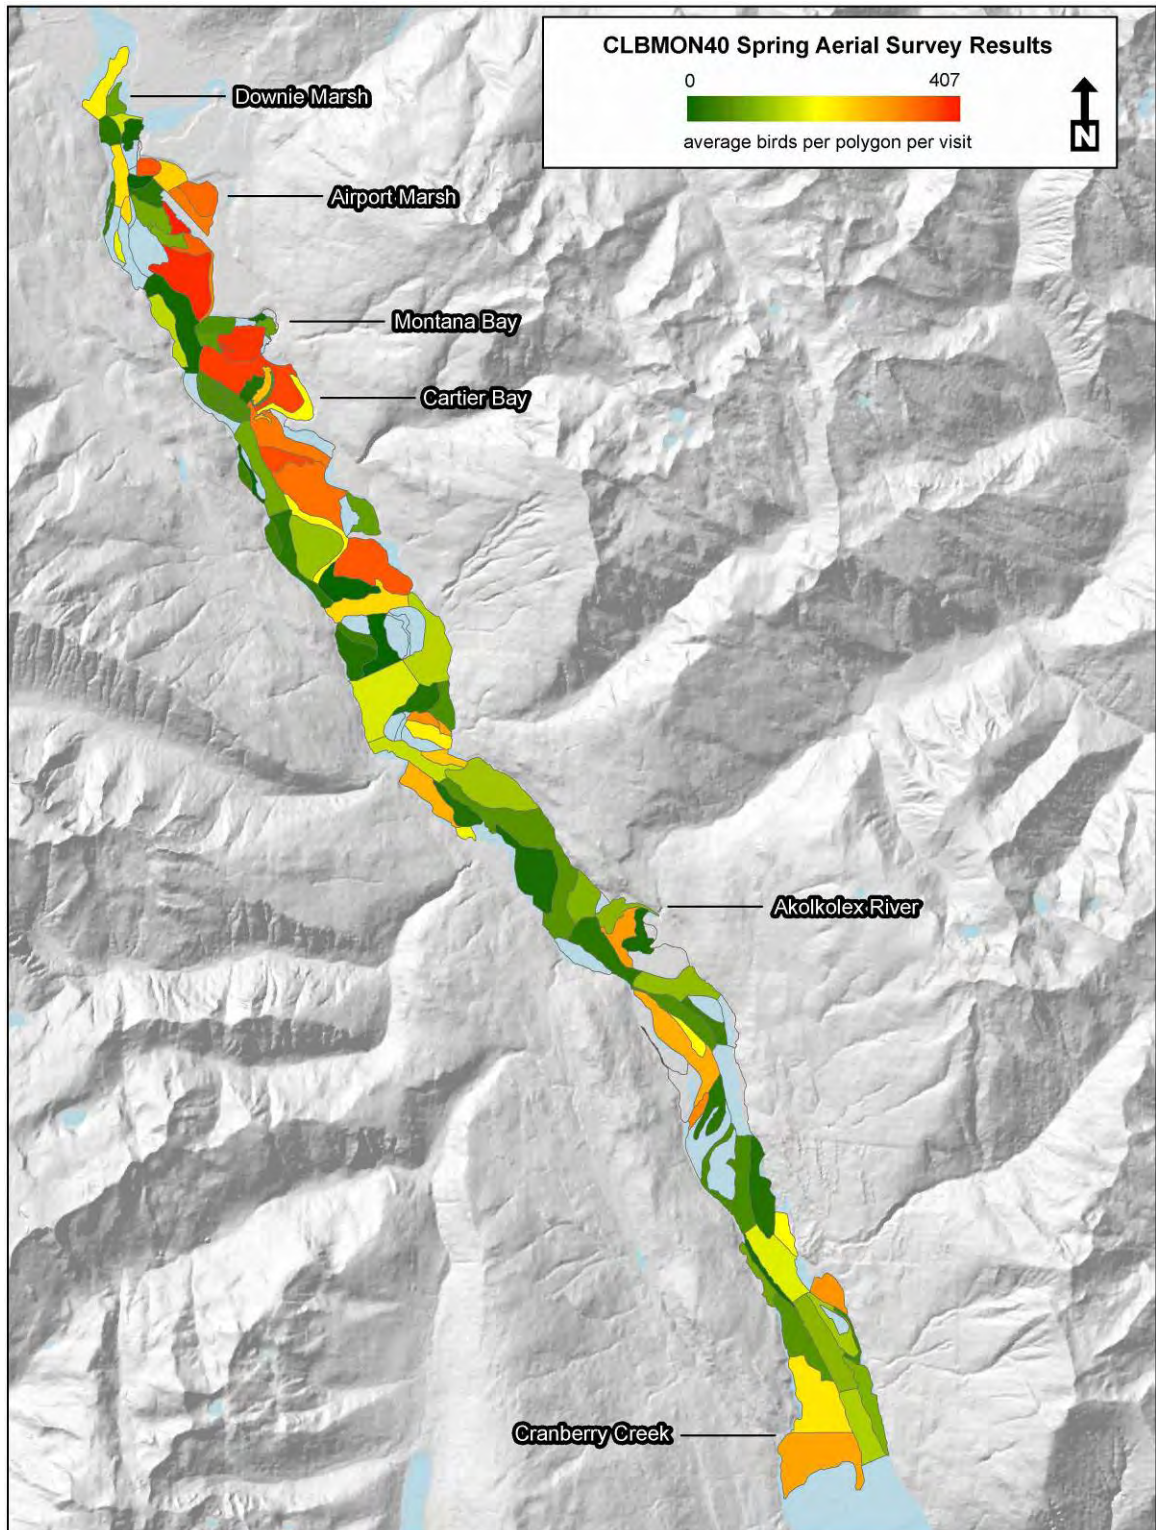 CLBMON40 Spring Aerial Survey Results
0 407
average birds per polygon per visit
N
Downie Marsh
Airport Marsh
Montana Bay
Cartier Bay
Akolkolex River
Cranberry Creek